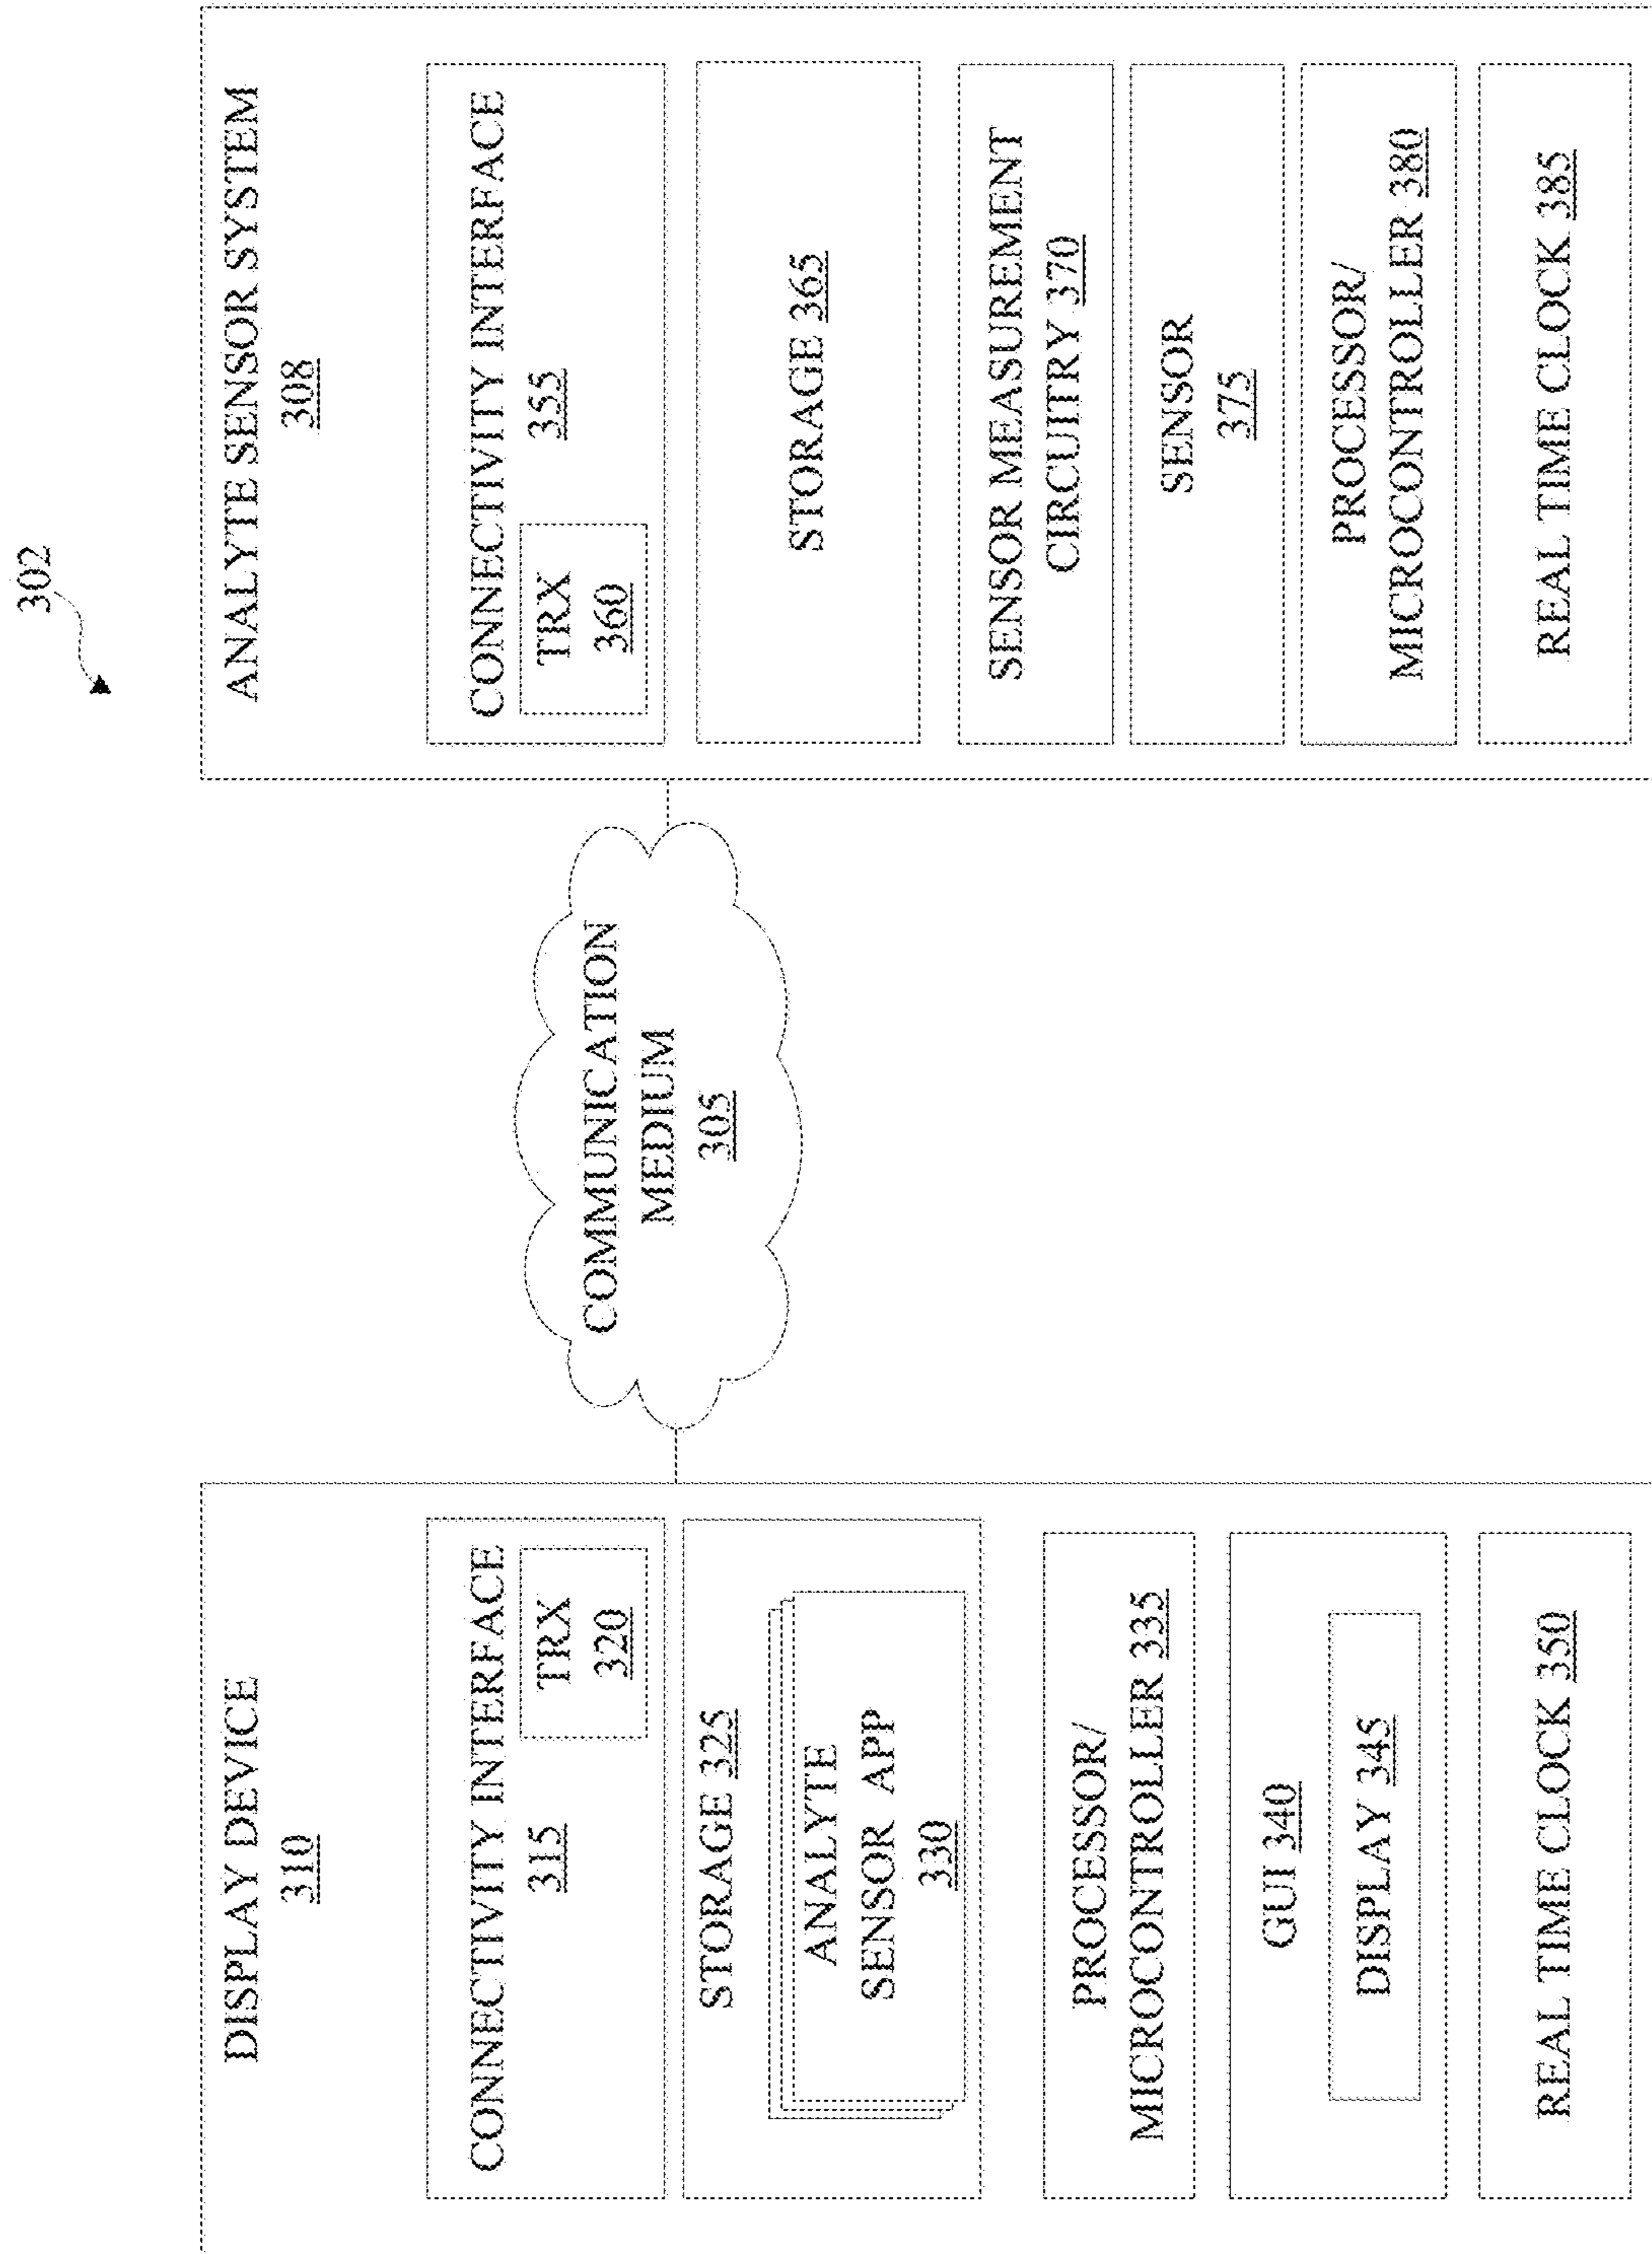 302
DISPLAY DEVICE
310
CONNECTIVITY INTERFACE
315
TRX
320
STORAGE 325
ANALYTE
SENSOR APP
330
PROCESSOR/
MICROCONTROLLER 335
GUI 340
DISPLAY 345
REAL TIME CLOCK 350
COMMUNICATION
MEDIUM
305
ANALYTE SENSOR SYSTEM
308
CONNECTIVITY INTERFACE
355
TRX
360
STORAGE 365
SENSOR MEASUREMENT
CIRCUITRY 370
SENSOR
375
PROCESSOR/
MICROCONTROLLER 380
REAL TIME CLOCK 385